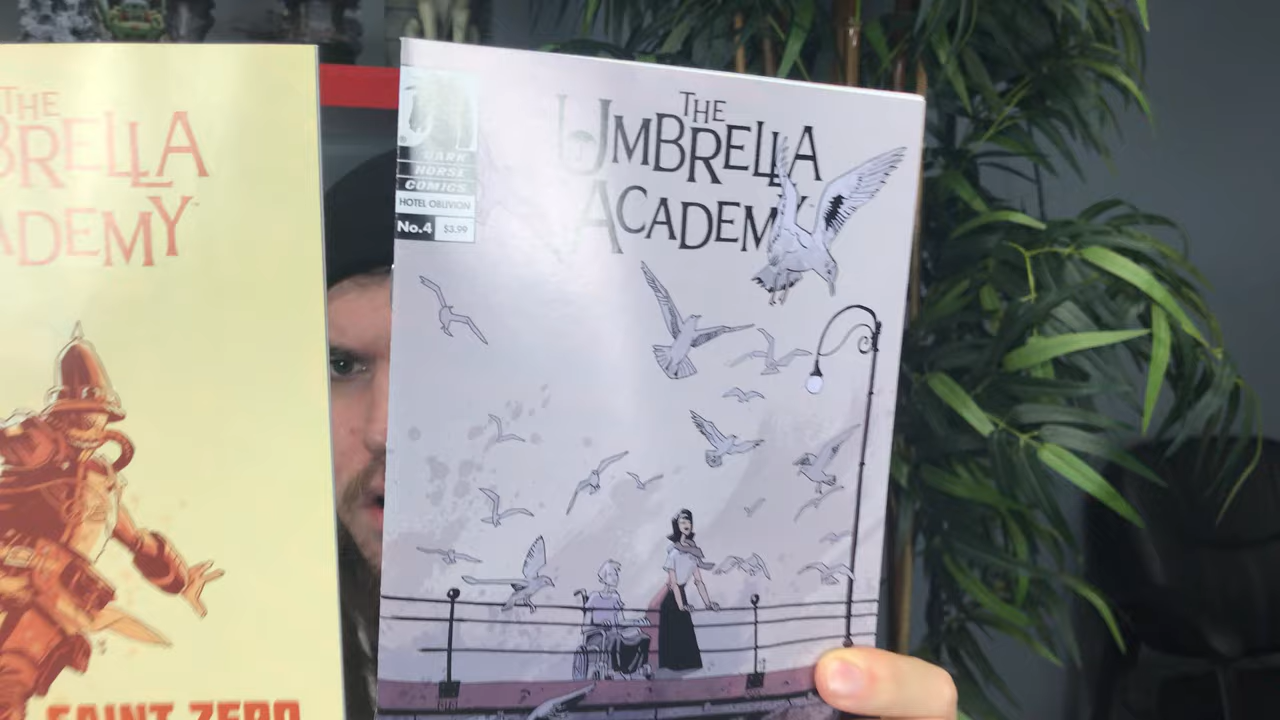 THE
BRELLA
ADEMY
SAINT ZERO
DARK
HORSE
COMICS
HOTEL OBLIVION
No.4 $3.99
THE
UMBRELLA
ACADEMY